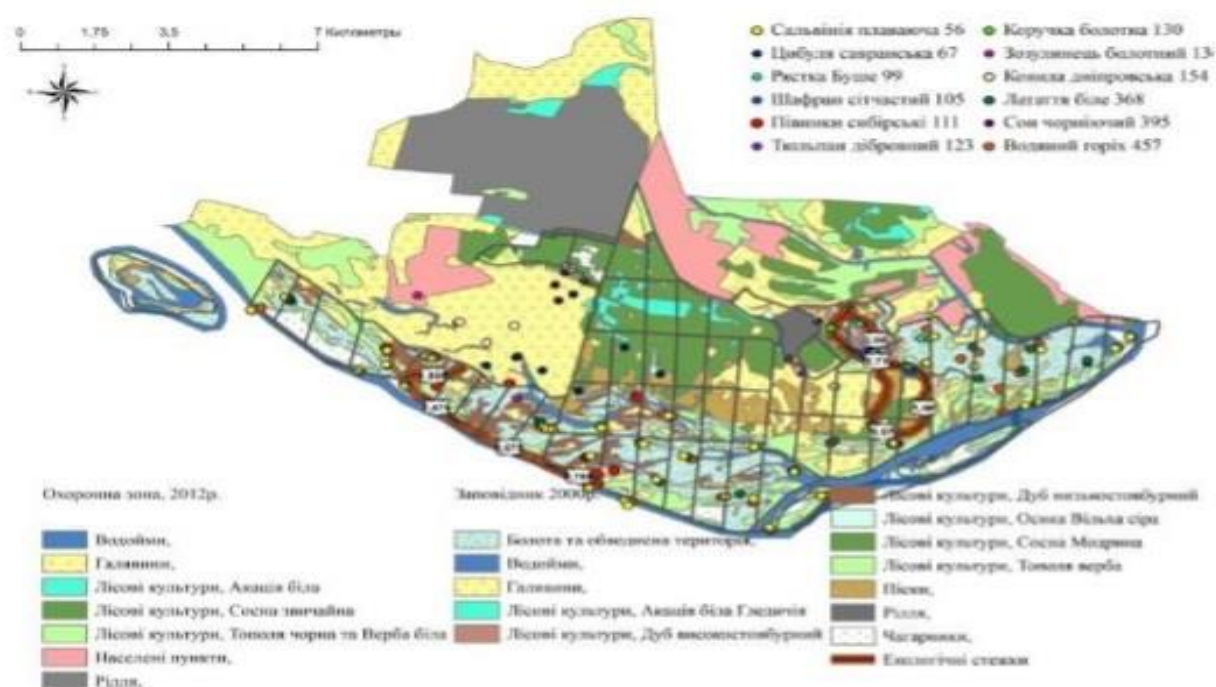 0 1.75 3,5 7 Километры
Сальвінія плаваюча 56
Цибуля савранська 67
Рястка Буше 99
Шафран сітчастий 105
Півники сибірські 111
Тюльпан дібровний 123
Коручка болотна 130
Зозулинець болотний 13
Ковила дніпровська 154
Латаття біле 368
Сон чорніючий 395
Водяний горіх 457
Охоронна зона, 2012р.
Водойми,
Галявини,
Лісові культури, Акація біла
Лісові культури, Сосна звичайна
Лісові культури, Тополя чорна та Верба біла
Населені пункти,
Рілля,
Заповідник 2000р.
Болота та обводнена територія,
Водойми,
Галявини,
Лісові культури, Акація біла Гледичія
Лісові культури, Дуб високостовбурний
Лісові культури, Дуб низькостовбурний
Лісові культури, Осика Вільха сіра
Лісові культури, Сосна Модрина
Лісові культури, Тополя верба
Піски,
Рілля,
Чагарники,
Екологічні стежки